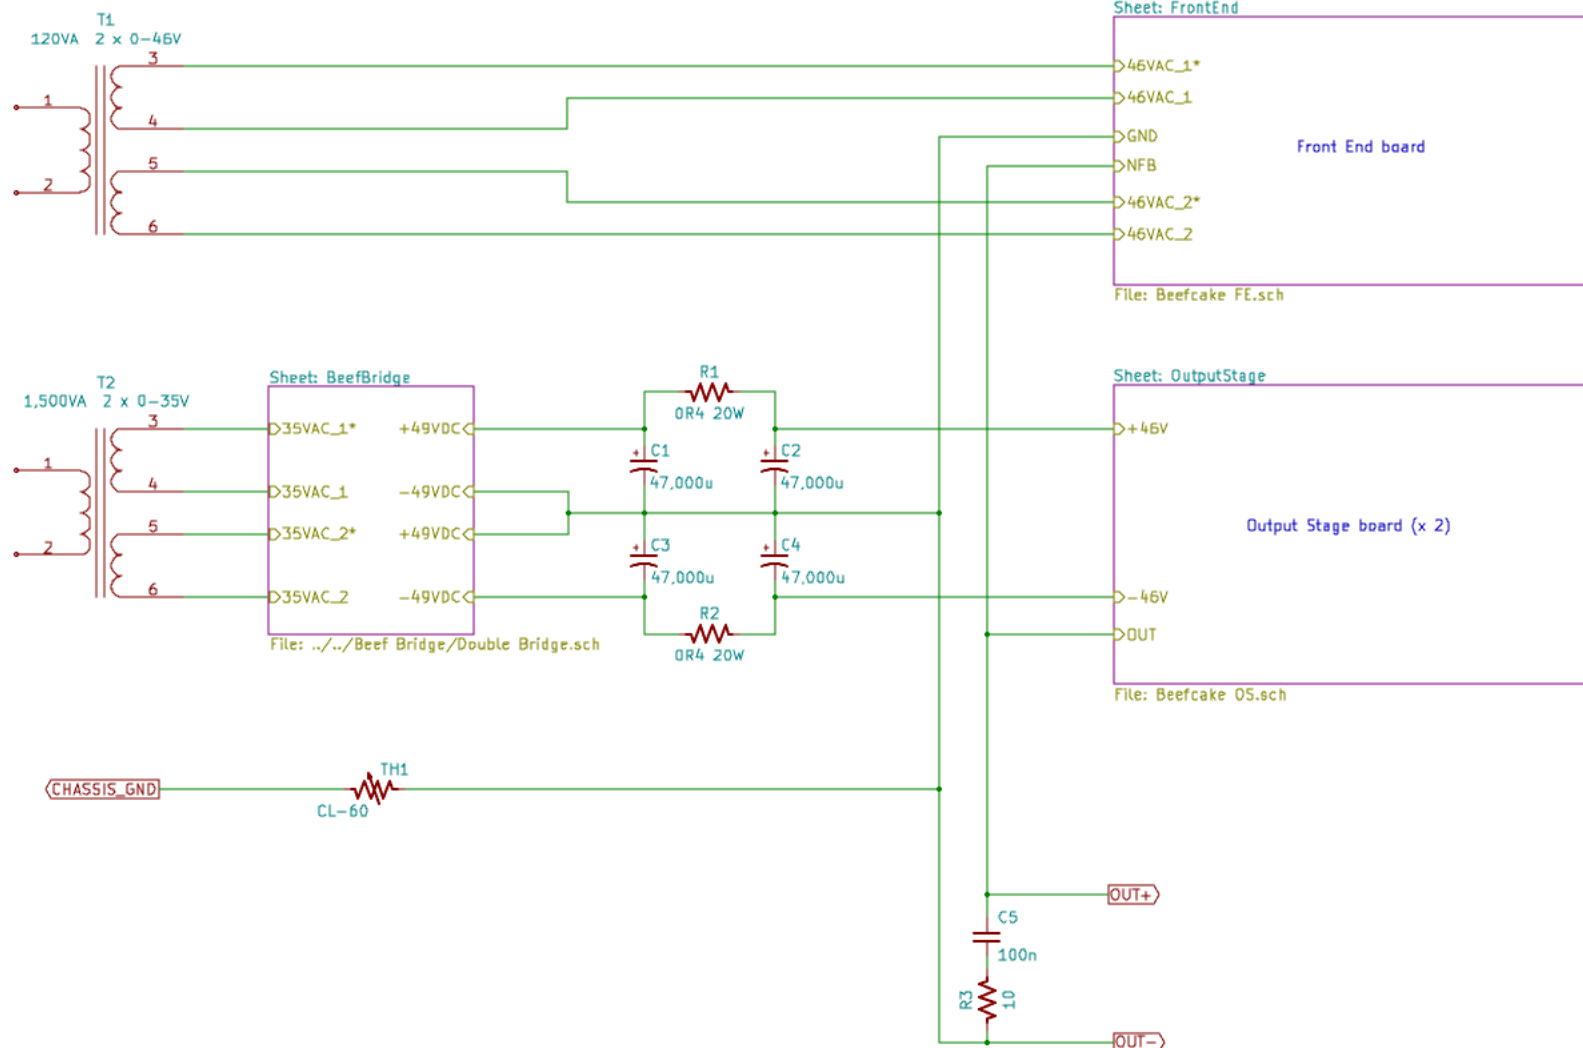 T1
120VA 2 x 0-46V
1
2
3
4
5
6
Sheet: FrontEnd
46VAC_1*
46VAC_1
GND
NFB
46VAC_2*
46VAC_2
Front End board
File: Beefcake FE.sch
T2
1,500VA 2 x 0-35V
1
2
3
4
5
6
Sheet: BeefBridge
35VAC_1* +49VDC
35VAC_1 -49VDC
35VAC_2* +49VDC
35VAC_2 -49VDC
File: ../../Beef Bridge/Double Bridge.sch
R1
0R4 20W
+ C1
47,000u
+ C2
47,000u
+ C3
47,000u
+ C4
47,000u
R2
0R4 20W
Sheet: OutputStage
+46V
Output Stage board (x 2)
-46V
OUT
File: Beefcake OS.sch
CHASSIS_GND
TH1
CL-60
OUT+
C5
100n
R3
10
OUT-